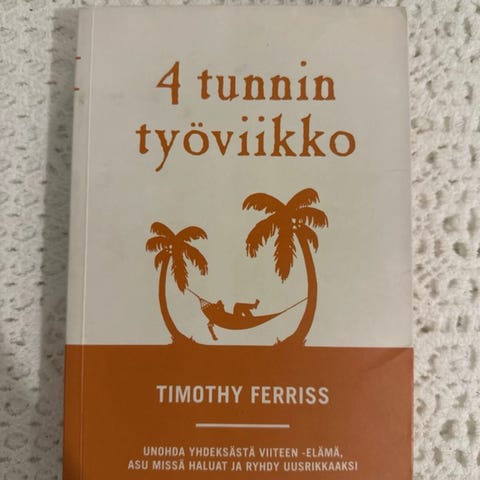 4 tunnin
työviikko
TIMOTHY FERRISS
UNOHDA YHDEKSÄSTÄ VIITEEN -ELÄMÄ,
ASU MISSÄ HALUAT JA RYHDY UUSRIKKAAKSI